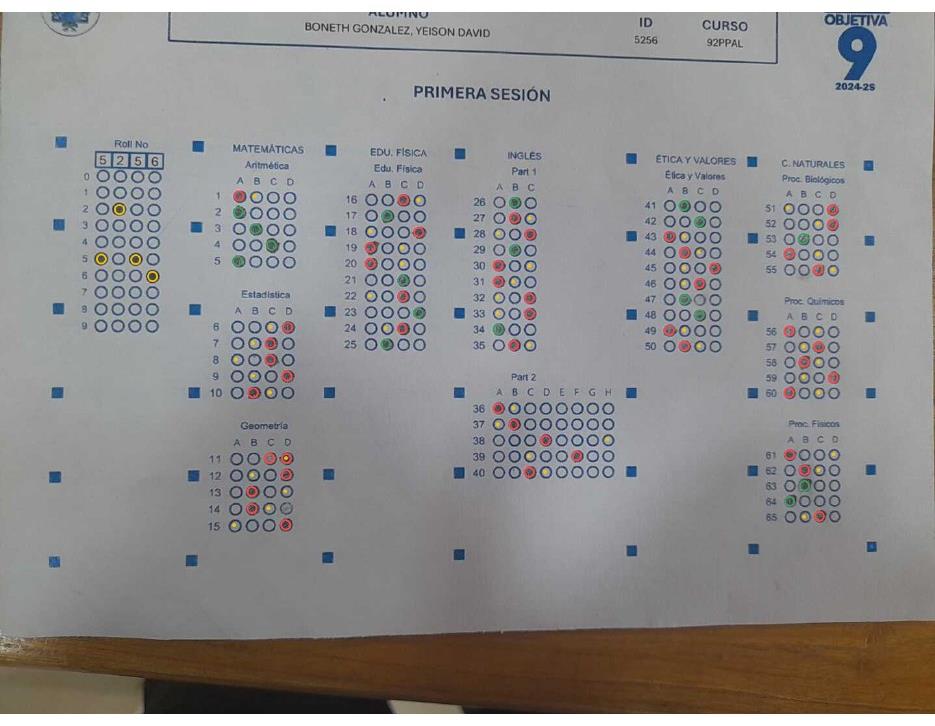 ALUMNO
BONETH GONZALEZ, YEISON DAVID
ID
5256
CURSO
92PPAL
OBJETIVA
9
2024-25
PRIMERA SESIÓN
Roll No
5 2 5 6
0
1
2
3
4
5
6
7
8
9
MATEMÁTICAS
Aritmética
A B C D
1
2
3
4
5
Estadística
A B C D
6
7
8
9
10
Geometría
A B C D
11
12
13
14
15
EDU. FÍSICA
Edu. Física
A B C D
16
17
18
19
20
21
22
23
24
25
INGLÉS
Part 1
A B C
26
27
28
29
30
31
32
33
34
35
Part 2
A B C D E F G H
36
37
38
39
40
ÉTICA Y VALORES
Ética y Valores
A B C D
41
42
43
44
45
46
47
48
49
50
C. NATURALES
Proc. Biológicos
A B C D
51
52
53
54
55
Proc. Químicos
A B C D
56
57
58
59
60
Proc. Físicos
A B C D
61
62
63
64
65